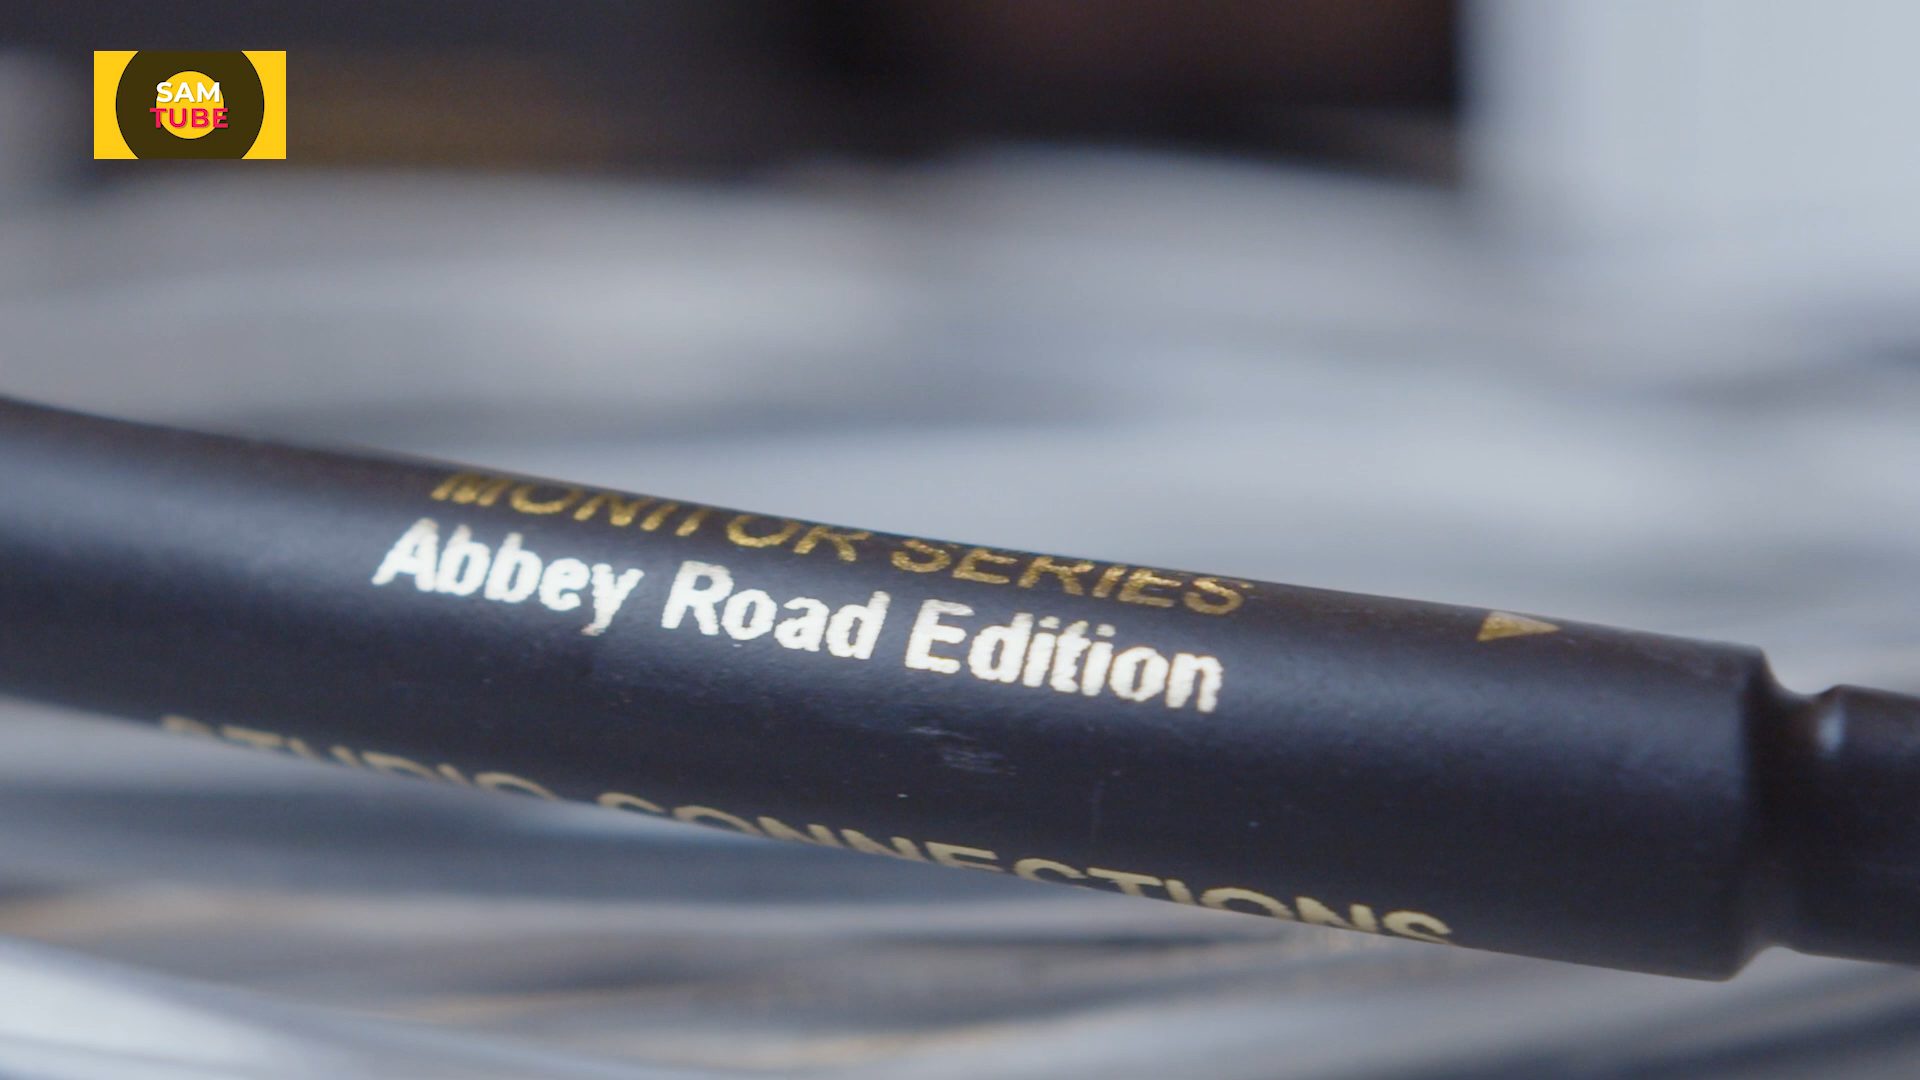 SAM
TUBE
MONITOR SERIES
Abbey Road Edition
STUDIO CONNECTIONS